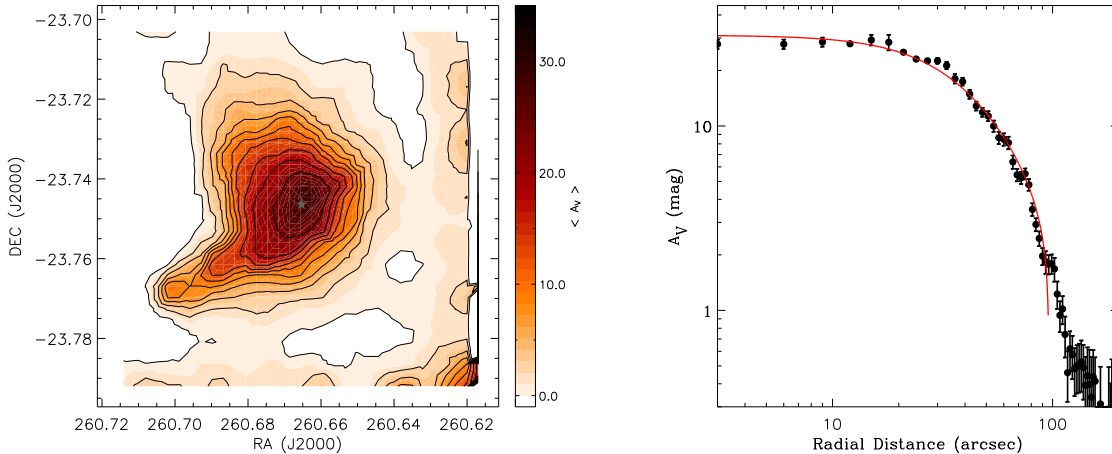 -23.70
-23.72
-23.74
-23.76
-23.78
DEC (J2000)
260.72 260.70 260.68 260.66 260.64 260.62
RA (J2000)
30.0
20.0
10.0
0.0
< Av >
10
1
A_V (mag)
10 100
Radial Distance (arcsec)